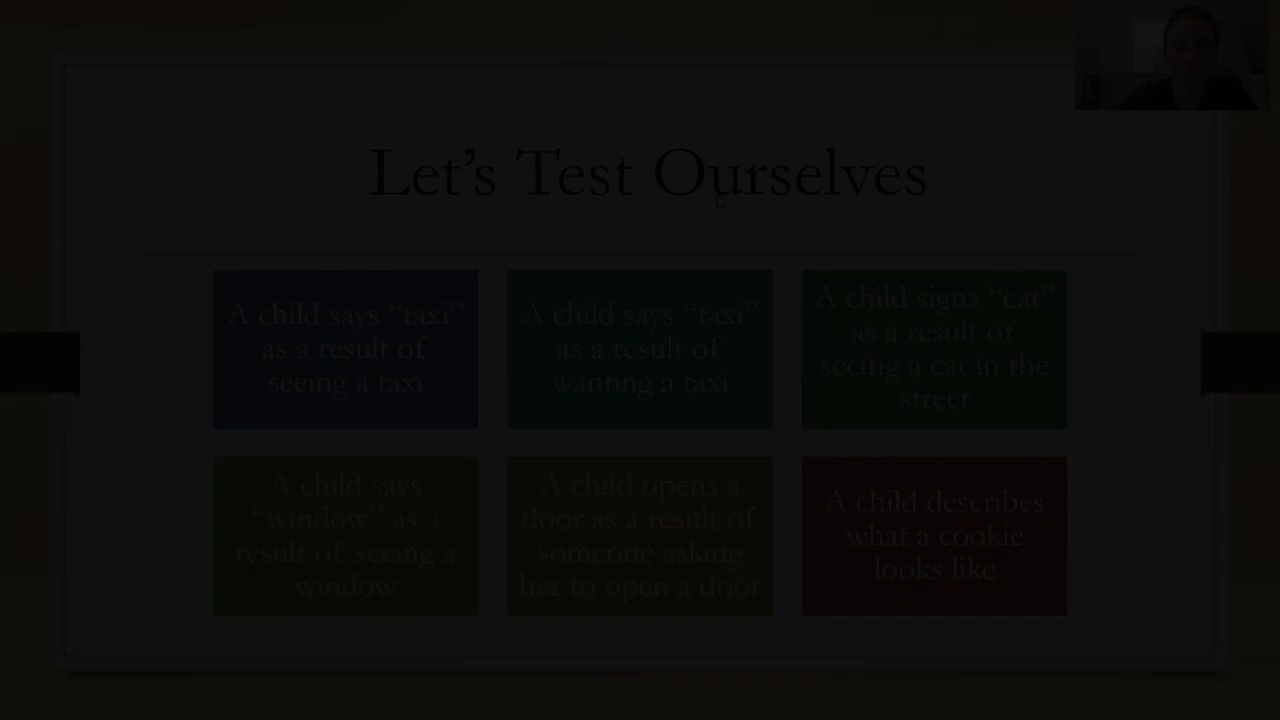 Let's Test Ourselves
A child says “taxi”
as a result of
seeing a taxi
A child says “taxi”
as a result of
wanting a taxi
A child signs “cat”
as a result of
seeing a cat in the
street
A child says
“window” as a
result of seeing a
window
A child opens a
door as a result of
someone asking
her to open a door
A child describes
what a cookie
looks like